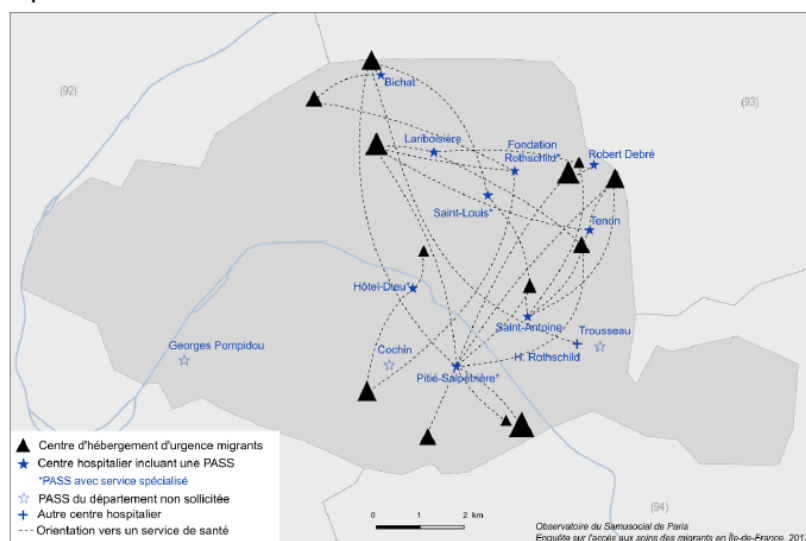 (92)
Bichat
(93)
Lariboisière
Fondation
Rothschild*
Robert Debré
Saint-Louis*
Tenon
Hôtel-Dieu*
Saint-Antoine
Trousseau
Georges Pompidou
Cochin
H. Rothschild
Pitié-Salpétrière*
Centre d'hébergement d'urgence migrants
Centre hospitalier incluant une PASS
*PASS avec service spécialisé
PASS du département non sollicitée
Autre centre hospitalier
Orientation vers un service de santé
0 1 2 km
(94)
Observatoire du Samusocial de Paris
Enquête sur l'accès aux soins des migrants en Île-de-France,